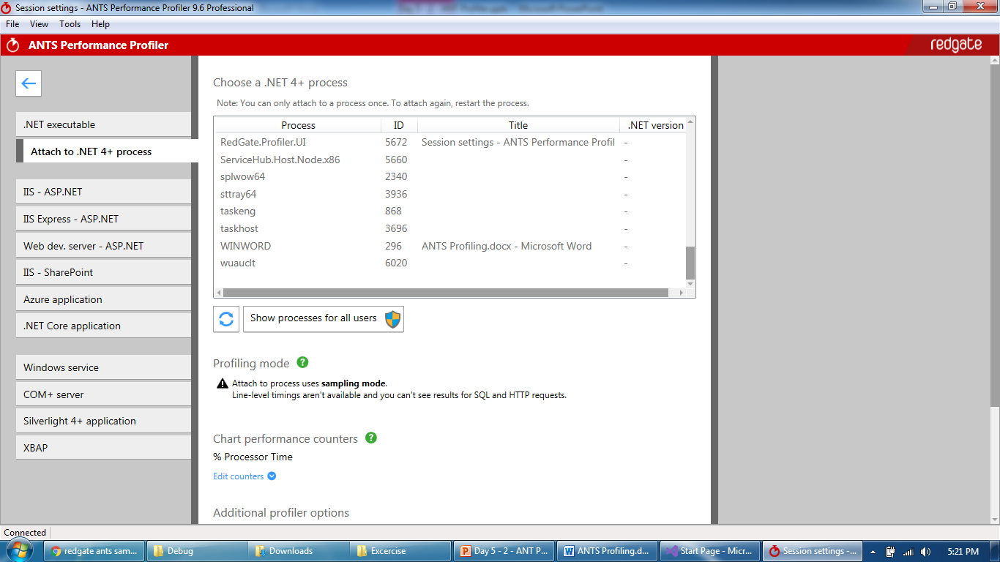 Session settings - ANTS Performance Profiler 9.6 Professional
File View Tools Help
ANTS Performance Profiler
redgate
.NET executable
Attach to .NET 4+ process
IIS - ASP.NET
IIS Express - ASP.NET
Web dev. server - ASP.NET
IIS - SharePoint
Azure application
.NET Core application
Windows service
COM+ server
Silverlight 4+ application
XBAP
Choose a .NET 4+ process
Note: You can only attach to a process once. To attach again, restart the process.
Process ID Title .NET version
RedGate.Profiler.UI 5672 Session settings - ANTS Performance Profil -
ServiceHub.Host.Node.x86 5660 -
splwow64 2340 -
sttray64 3936 -
taskeng 868 -
taskhost 3696 -
WINWORD 296 ANTS Profiling.docx - Microsoft Word -
wuauclt 6020 -
Show processes for all users
Profiling mode ?
Attach to process uses sampling mode.
Line-level timings aren't available and you can't see results for SQL and HTTP requests.
Chart performance counters ?
% Processor Time
Edit counters
Additional profiler options
Connected
redgate ants sam... Debug Downloads Excercise Day 5 - 2 - ANT P... ANTS Profiling.d... Start Page - Micr... Session settings -... 5:21 PM